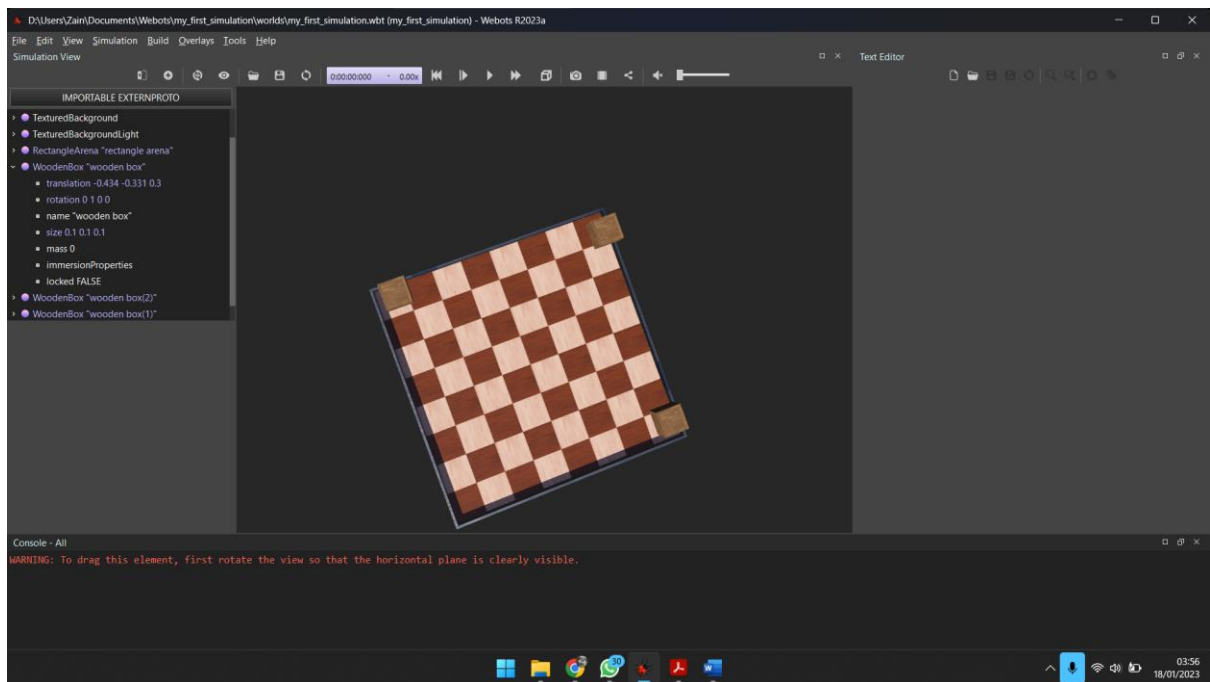 D:\Users\Zain\Documents\Webots\my_first_simulation\worlds\my_first_simulation.wbt (my_first_simulation) - Webots R2023a
File Edit View Simulation Build Overlays Tools Help
Simulation View
Text Editor
0:00:00:000 - 0.00x
IMPORTABLE EXTERNPROTO
TexturedBackground
TexturedBackgroundLight
RectangleArena "rectangle arena"
WoodenBox "wooden box"
translation -0.434 -0.331 0.3
rotation 0 1 0 0
name "wooden box"
size 0.1 0.1 0.1
mass 0
immersionProperties
locked FALSE
WoodenBox "wooden box(2)"
WoodenBox "wooden box(1)"
Console - All
WARNING: To drag this element, first rotate the view so that the horizontal plane is clearly visible.
30
03:56
18/01/2023